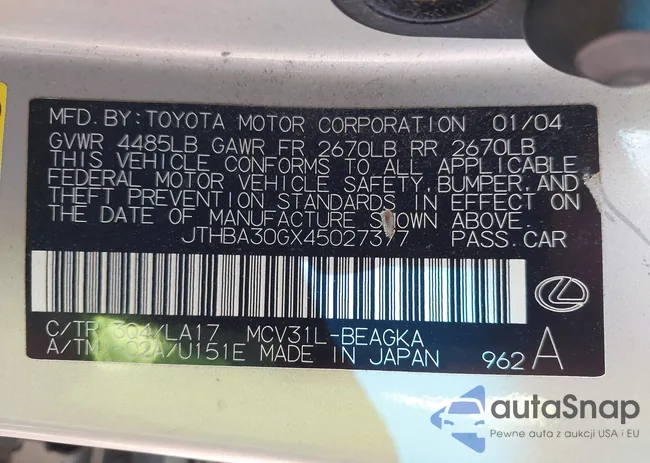 MFD.BY:TOYOTA MOTOR CORPORATION 01/04
GVWR 4485LB GAWR FR 2670LB RR 2670LB
THIS VEHICLE CONFORMS TO ALL APPLICABLE
FEDERAL MOTOR VEHICLE SAFETY, BUMPER, AND
THEFT PREVENTION STANDARDS IN EFFECT ON
THE DATE OF MANUFACTURE SHOWN ABOVE.
JTHBA30GX45027377 PASS.CAR
C/TR 3Q4/LA17 MCV31L-BEAGKA
A/TM 02A/U151E MADE IN JAPAN 962 A
autaSnap
Pewne auta z aukcji USA i EU